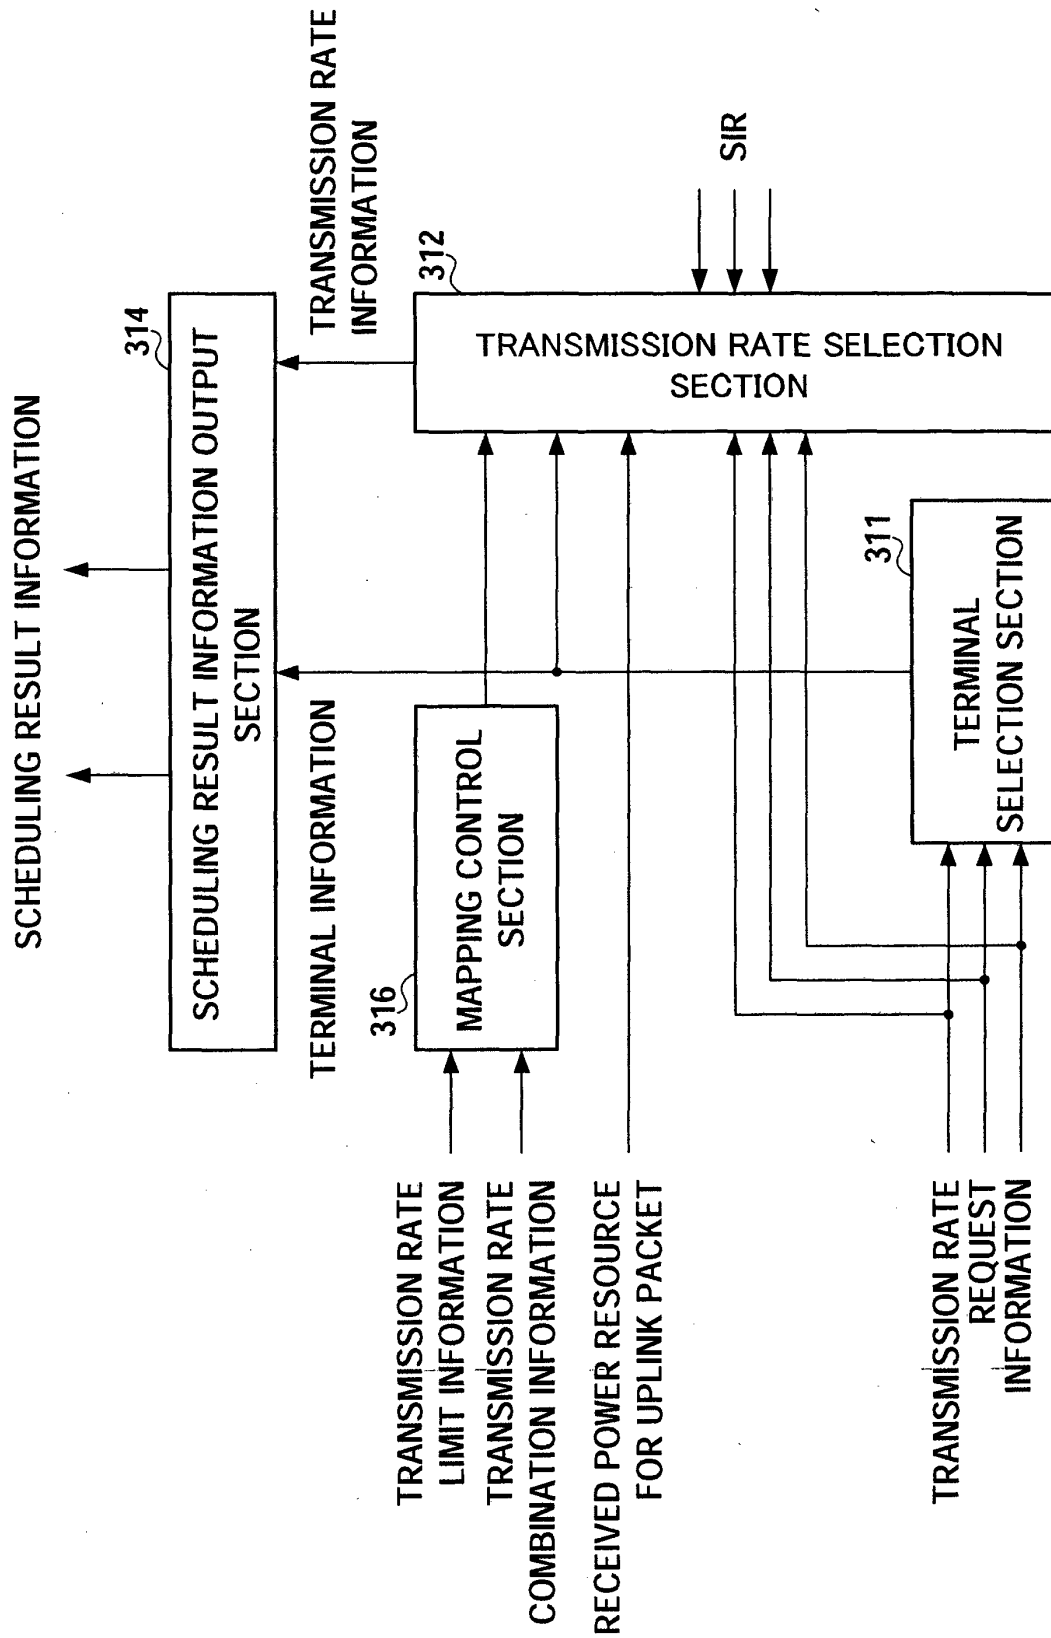 SCHEDULING RESULT INFORMATION
314
SCHEDULING RESULT INFORMATION OUTPUT
SECTION
TERMINAL INFORMATION
TRANSMISSION RATE
INFORMATION
316
MAPPING CONTROL
SECTION
312
TRANSMISSION RATE SELECTION
SECTION
SIR
TRANSMISSION RATE
LIMIT INFORMATION
TRANSMISSION RATE
COMBINATION INFORMATION
RECEIVED POWER RESOURCE
FOR UPLINK PACKET
311
TERMINAL
SELECTION SECTION
TRANSMISSION RATE
REQUEST
INFORMATION